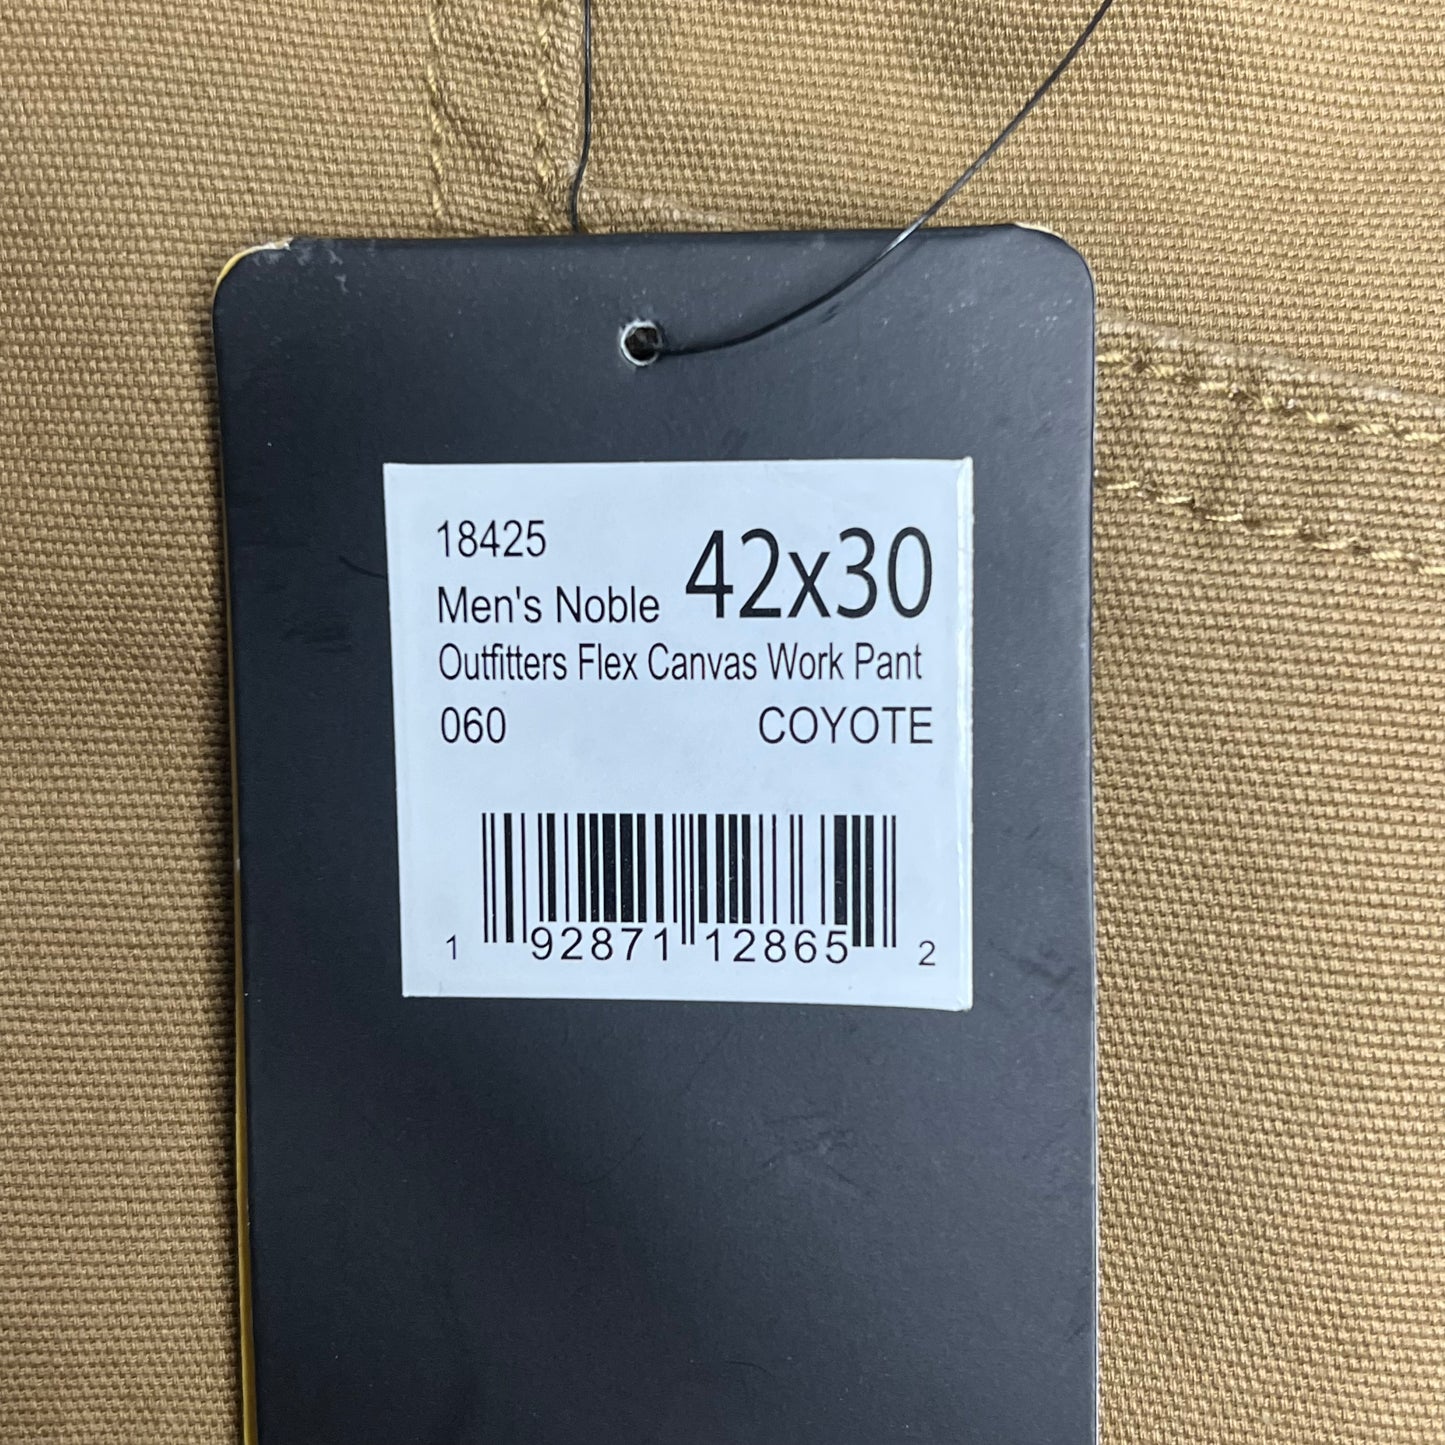 18425
42x30
Men's Noble
Outfitters Flex Canvas Work Pant
060 COYOTE
1 92871 12865 2